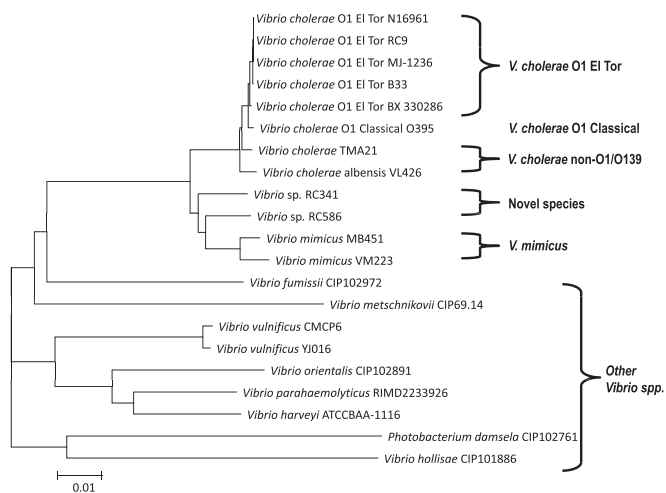 Vibrio cholerae O1 El Tor N16961
Vibrio cholerae O1 El Tor RC9
Vibrio cholerae O1 El Tor MJ-1236
V. cholerae O1 El Tor
Vibrio cholerae O1 El Tor B33
Vibrio cholerae O1 El Tor BX 330286
Vibrio cholerae O1 Classical O395
V. cholerae O1 Classical
Vibrio cholerae TMA21
V. cholerae non-O1/O139
Vibrio cholerae albensis VL426
Vibrio sp. RC341
Novel species
Vibrio sp. RC586
Vibrio mimicus MB451
V. mimicus
Vibrio mimicus VM223
Vibrio fumissii CIP102972
Vibrio metschnikovii CIP69.14
Vibrio vulnificus CMCP6
Vibrio vulnificus YJ016
Vibrio orientalis CIP102891
Other
Vibrio spp.
Vibrio parahaemolyticus RIMD2233926
Vibrio harveyi ATCCBAA-1116
Photobacterium damsela CIP102761
Vibrio hollisae CIP101886
0.01